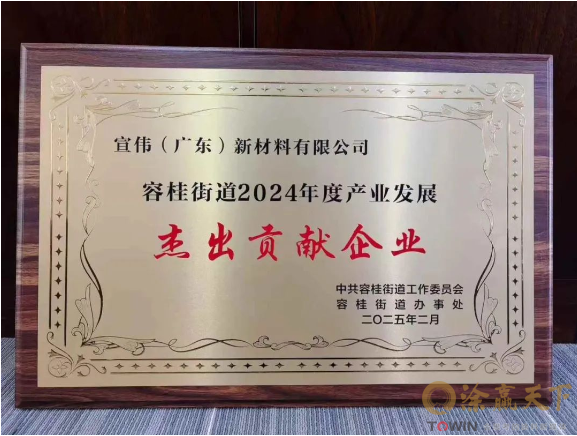 宣伟（广东）新材料有限公司
容桂街道2024年度产业发展
杰出贡献企业
中共容桂街道工作委员会
容桂街道办事处
二〇二五年二月
涂赢天下
TOWIN